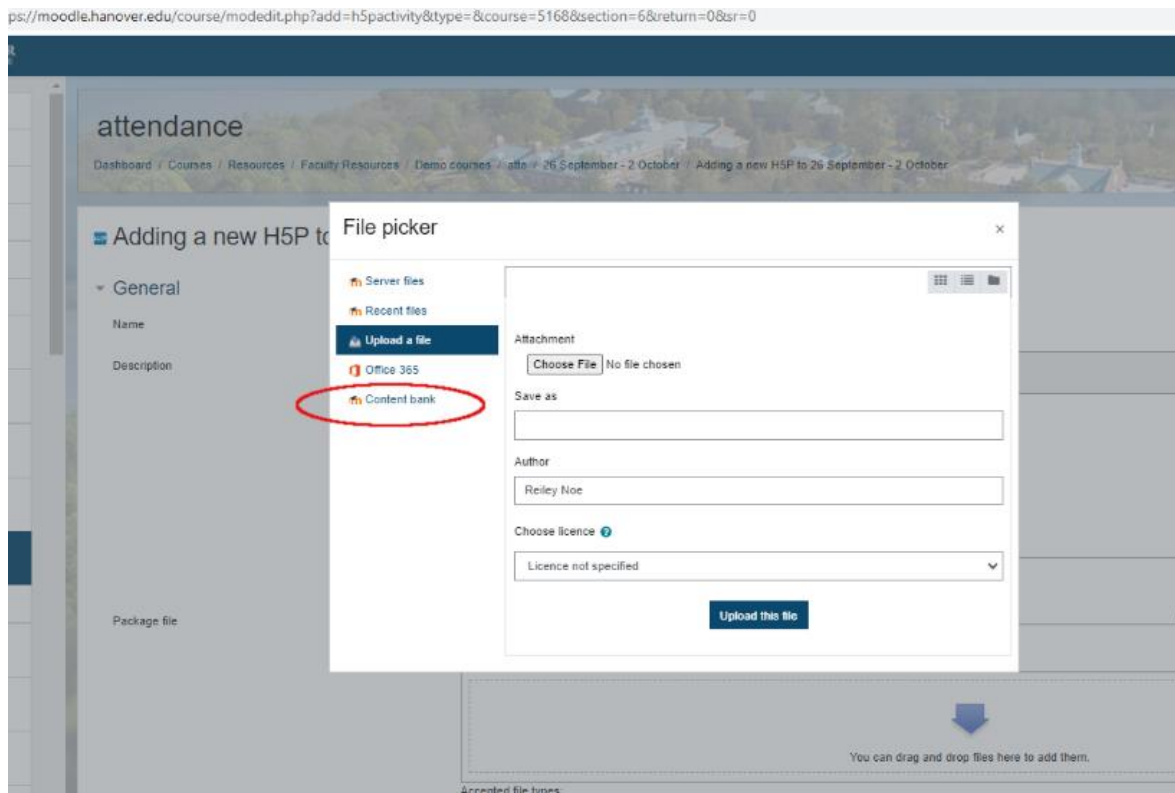 ps://moodle.hanover.edu/course/modedit.php?add=h5pactivity&type=&course=5168&section=6&return=0&sr=0
attendance
Dashboard / Courses / Resources / Faculty Resources / Demo courses / atte / 26 September - 2 October / Adding a new H5P to 26 September - 2 October
Adding a new H5P to
General
Name
Description
Package file
File picker
×
Server files
Recent files
Upload a file
Office 365
Content bank
Attachment
Choose File No file chosen
Save as
Author
Reiley Noe
Choose licence
Licence not specified
Upload this file
You can drag and drop files here to add them.
Accepted file types: